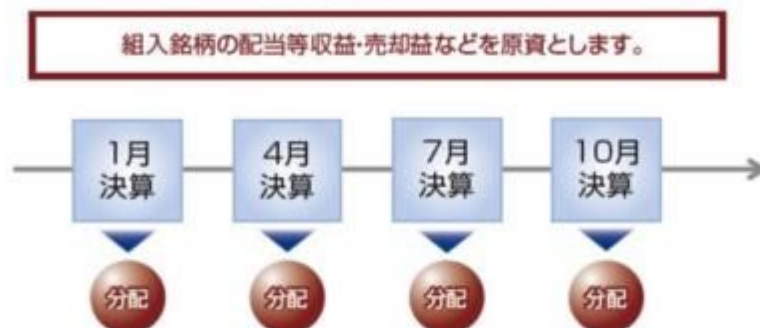 組入銘柄の配当等収益・売却益などを原資とします。
1月
決算
4月
決算
7月
決算
10月
決算
分配
分配
分配
分配